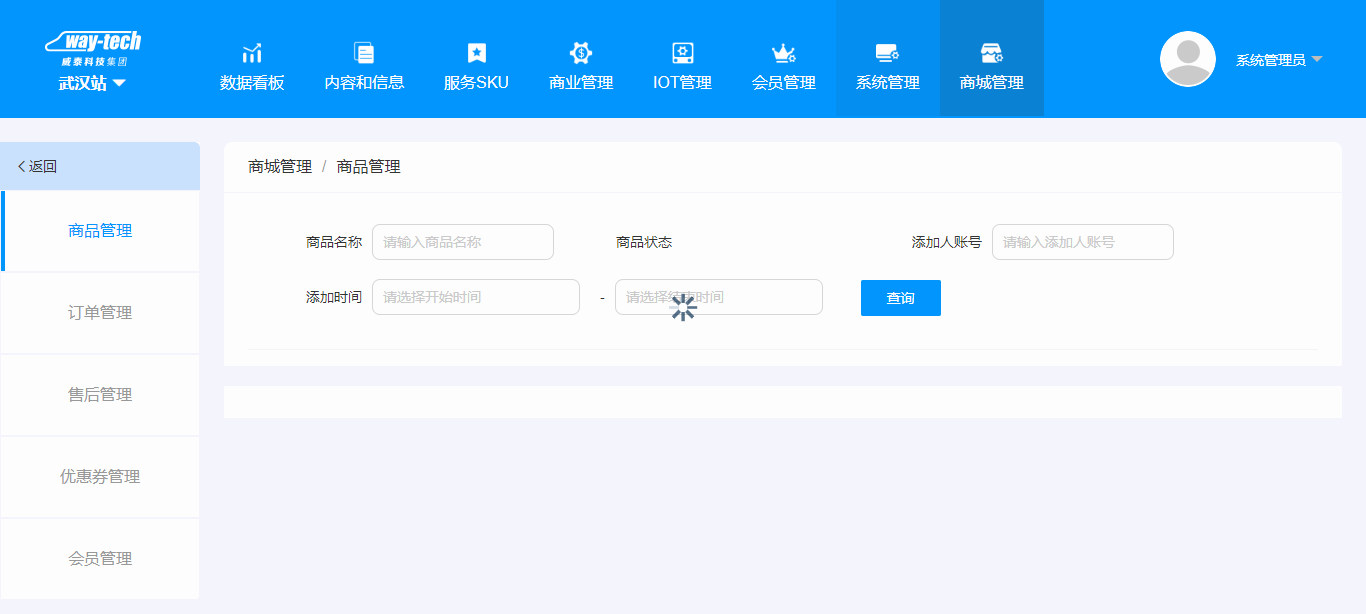 way-tech
威泰科技集团
武汉站
数据看板
内容和信息
服务SKU
商业管理
IOT管理
会员管理
系统管理
商城管理
系统管理员
返回
商品管理
订单管理
售后管理
优惠券管理
会员管理
商城管理 / 商品管理
商品名称 请输入商品名称 商品状态 添加人账号 请输入添加人账号
添加时间 请选择开始时间 - 请选择结束时间 查询